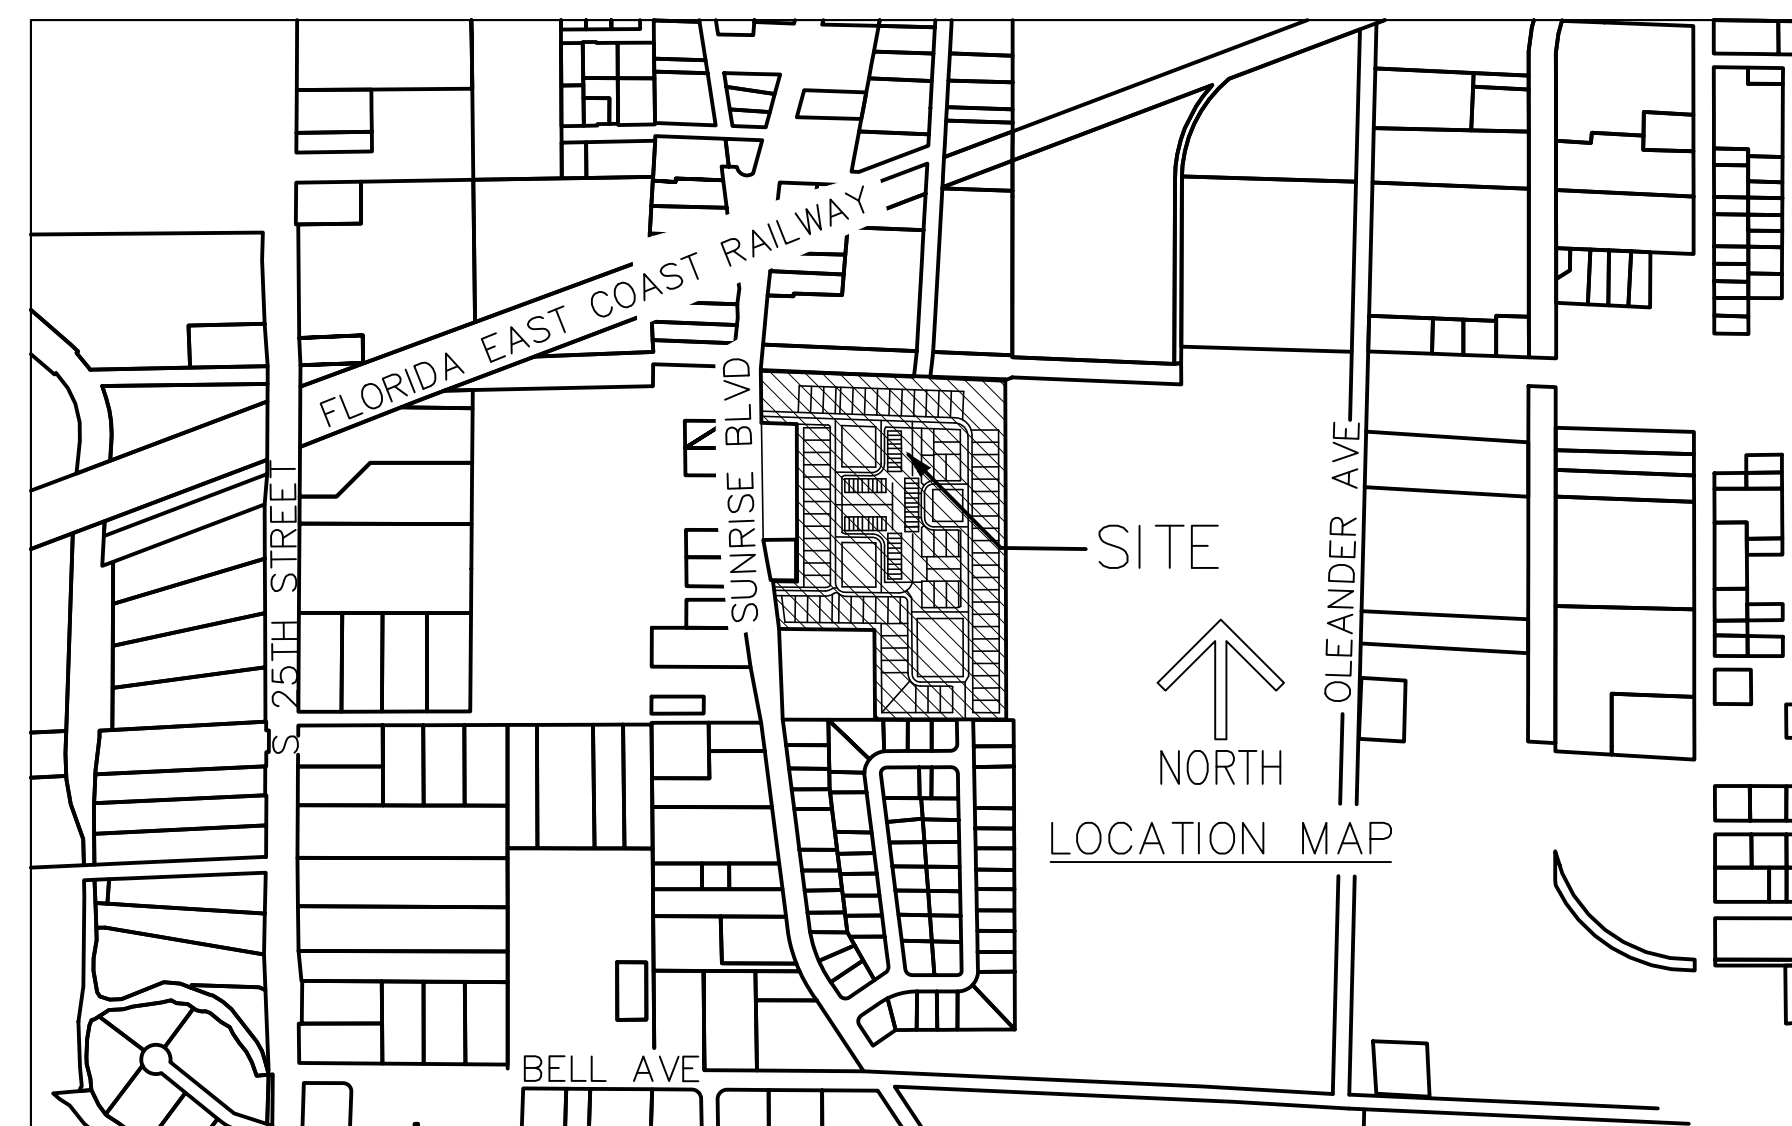 FLORIDA EAST COAST RAILWAY
SUNRISE BLVD
S 25TH STREET
OLEANDER AVE
SITE
NORTH
LOCATION MAP
BELL AVE